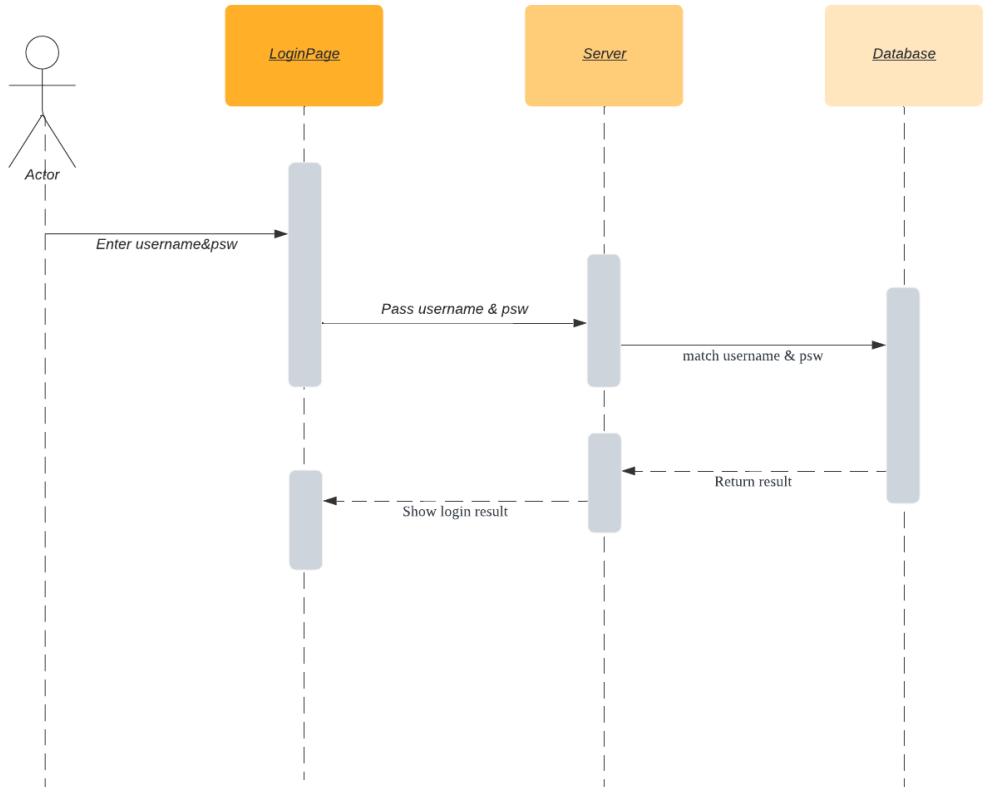 LoginPage
Server
Database
Actor
Enter username&psw
Pass username & psw
match username & psw
Return result
Show login result